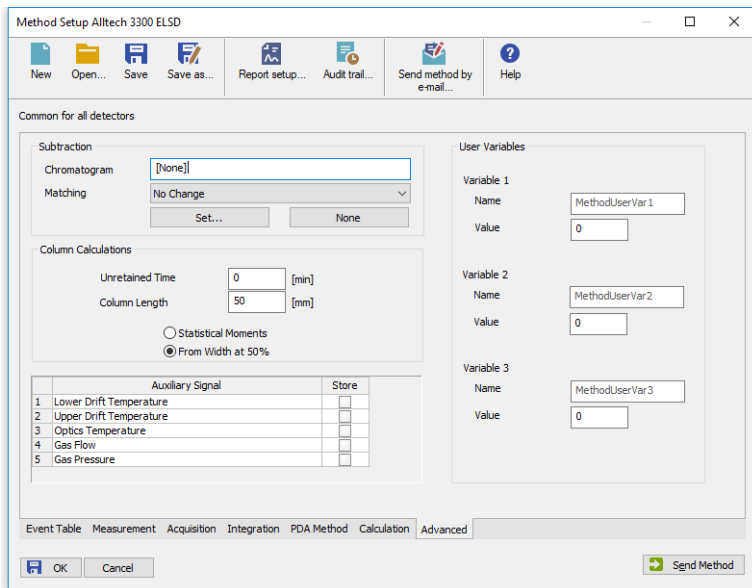 Method Setup Alltech 3300 ELSD
New Open... Save Save as... Report setup... Audit trail... Send method by e-mail... Help
Common for all detectors
Subtraction
Chromatogram [None]
Matching No Change
Set... None
Column Calculations
Unretained Time 0 [min]
Column Length 50 [mm]
Statistical Moments
From Width at 50%
Auxiliary Signal Store
1 Lower Drift Temperature
2 Upper Drift Temperature
3 Optics Temperature
4 Gas Flow
5 Gas Pressure
User Variables
Variable 1
Name MethodUserVar1
Value 0
Variable 2
Name MethodUserVar2
Value 0
Variable 3
Name MethodUserVar3
Value 0
Event Table Measurement Acquisition Integration PDA Method Calculation Advanced
OK Cancel Send Method